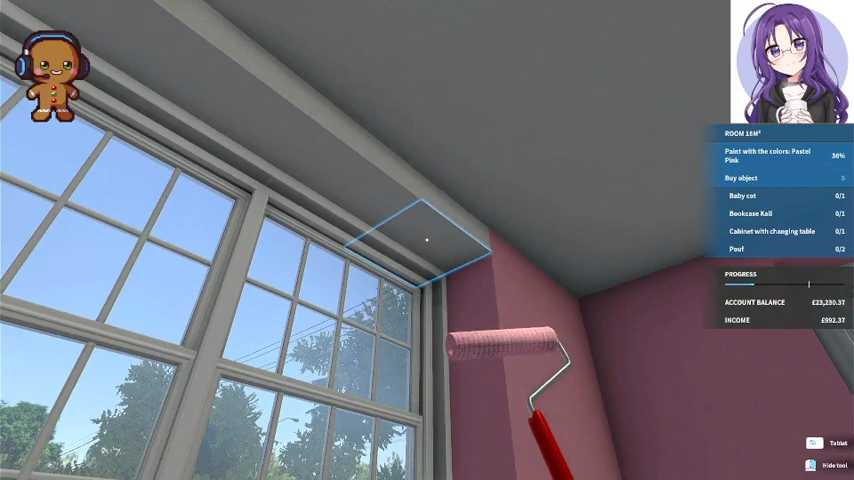 ROOM 18M²
Paint with the colors: Pastel
Pink
36%
Buy object
5
Baby cot
0/1
Bookcase Kall
0/1
Cabinet with changing table
0/1
Pouf
0/2
PROGRESS
ACCOUNT BALANCE
£23,230.37
INCOME
£992.37
Tablet
Hide tool